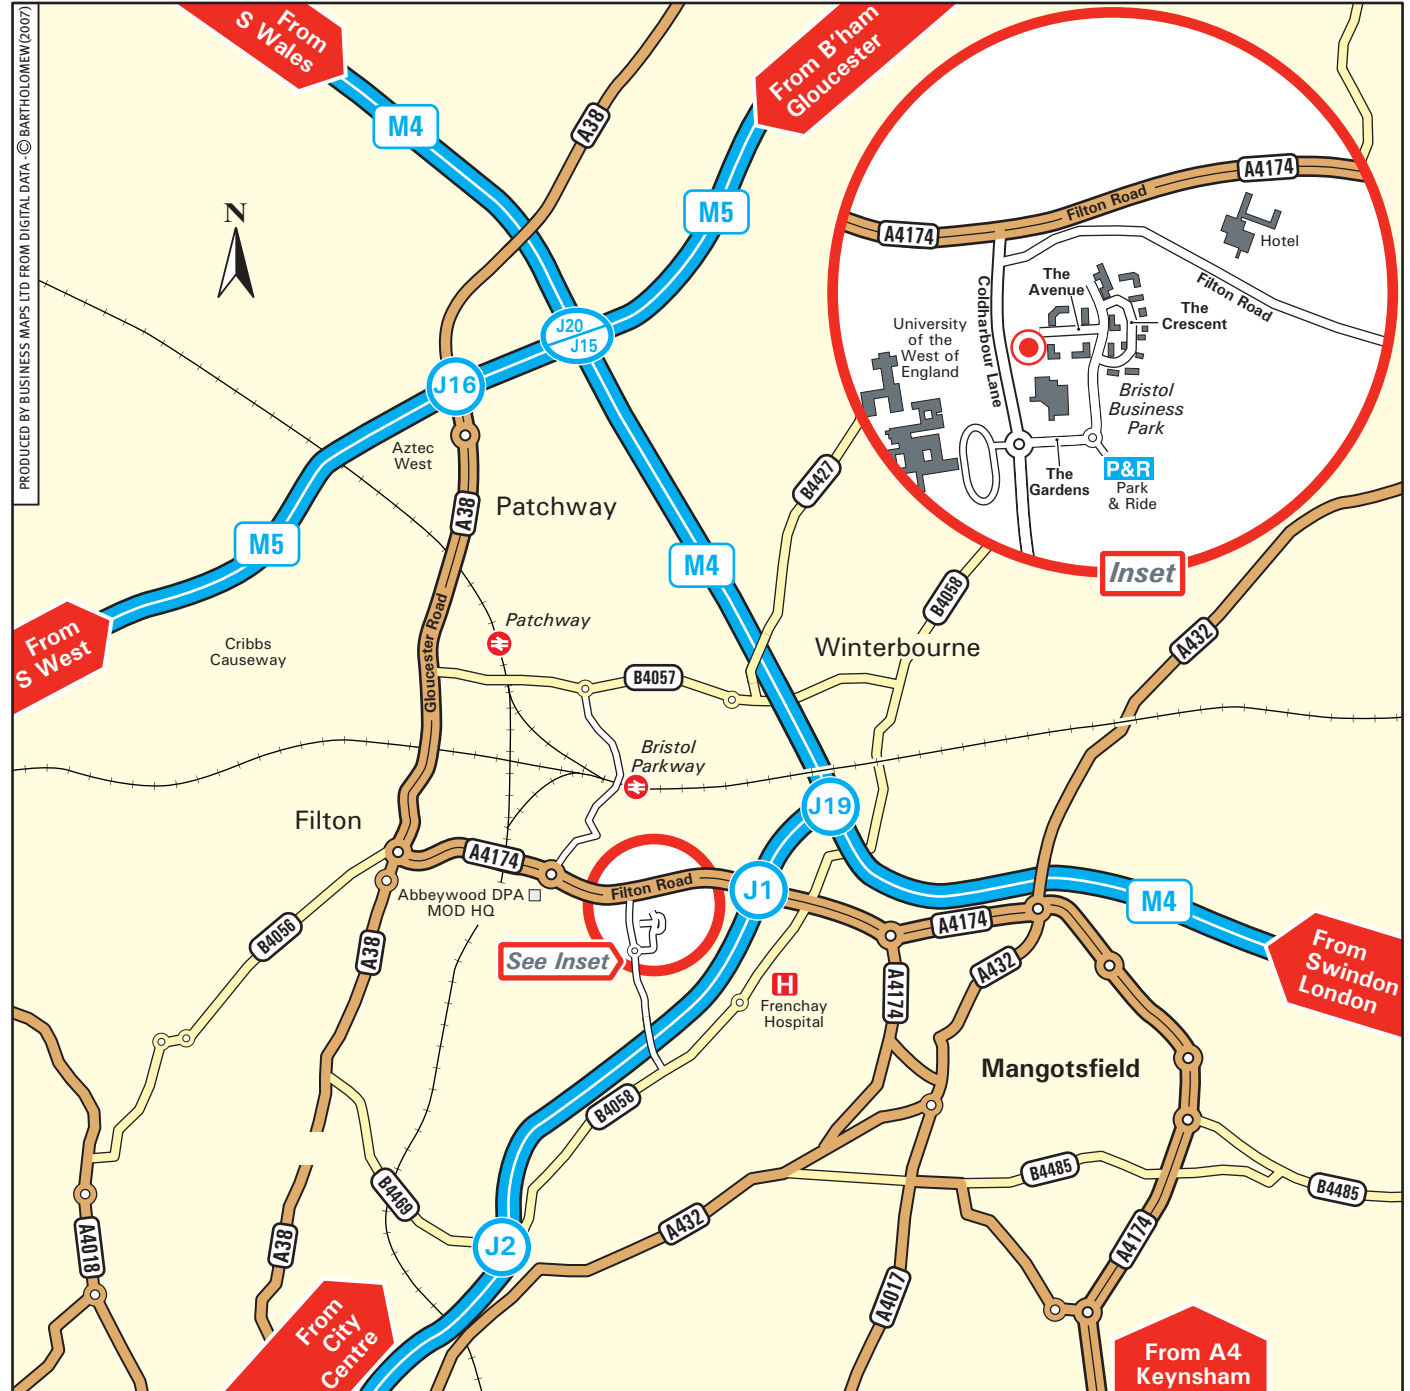 PRODUCED BY BUSINESS MAPS LTD FROM DIGITAL DATA - © BARTHOLOMEW(2007)
From
S Wales
From B'ham
Gloucester
M4
A38
M5
N
J20
J15
J16
Aztec
West
A38
Patchway
M5
M4
From
S West
Cribbs
Causeway
Gloucester Road
Patchway
B4057
B4427
B4058
Winterbourne
A432
Bristol
Parkway
J19
Filton
A4174
Filton Road
J1
Abbeywood DPA
MOD HQ
See Inset
B4056
A38
A4174
A4174
A432
M4
From
Swindon
London
H
Frenchay
Hospital
Mangotsfield
B4058
B4469
A432
B4485
B4485
A4018
A38
J2
A4017
A4174
From
City
Centre
From A4
Keynsham
A4174
Filton Road
A4174
Hotel
Filton Road
Coldharbour Lane
The
Avenue
The
Crescent
University
of the
West of
England
Bristol
Business
Park
The
Gardens
P&R
Park
& Ride
Inset